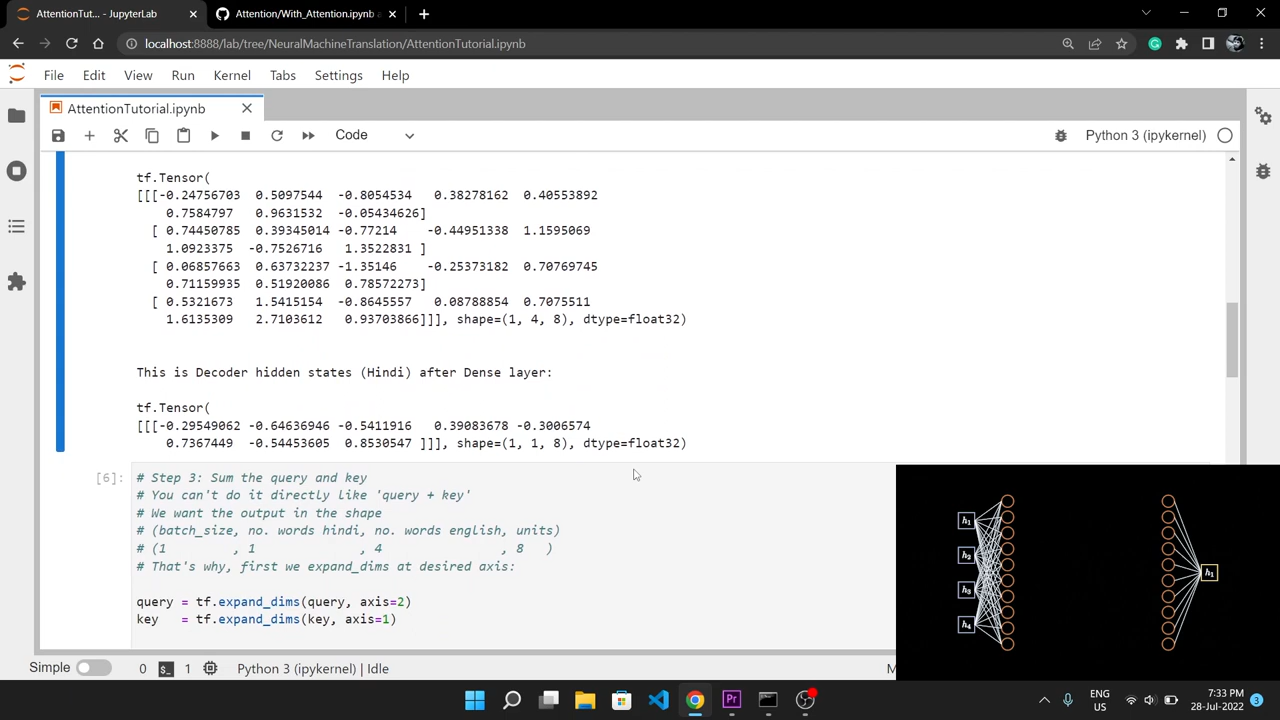 AttentionTut... - JupyterLab
Attention/With_Attention.ipynb
localhost:8888/lab/tree/NeuralMachineTranslation/AttentionTutorial.ipynb
File Edit View Run Kernel Tabs Settings Help
AttentionTutorial.ipynb
Code
Python 3 (ipykernel)
tf.Tensor(
[[[-0.24756703 0.5097544 -0.8054534 0.38278162 0.40553892
0.7584797 0.9631532 -0.05434626]
[ 0.74450785 0.39345014 -0.77214 -0.44951338 1.1595069
1.0923375 -0.7526716 1.3522831 ]
[ 0.06857663 0.63732237 -1.35146 -0.25373182 0.70769745
0.71159935 0.51920086 0.78572273]
[ 0.5321673 1.5415154 -0.8645557 0.08788854 0.7075511
1.6135309 2.7103612 0.93703866]]], shape=(1, 4, 8), dtype=float32)
This is Decoder hidden states (Hindi) after Dense layer:
tf.Tensor(
[[[-0.29549062 -0.64636946 -0.5411916 0.39083678 -0.3006574
0.7367449 -0.54453605 0.8530547 ]]], shape=(1, 1, 8), dtype=float32)
[6]: # Step 3: Sum the query and key
# You can't do it directly like 'query + key'
# We want the output in the shape
# (batch_size, no. words hindi, no. words english, units)
# (1 , 1 , 4 , 8 )
# That's why, first we expand_dims at desired axis:
query = tf.expand_dims(query, axis=2)
key = tf.expand_dims(key, axis=1)
h₁
h₂
h₃
h₄
h₁
Simple 0 1 Python 3 (ipykernel) | Idle M
ENG
US
7:33 PM
28-Jul-2022
3